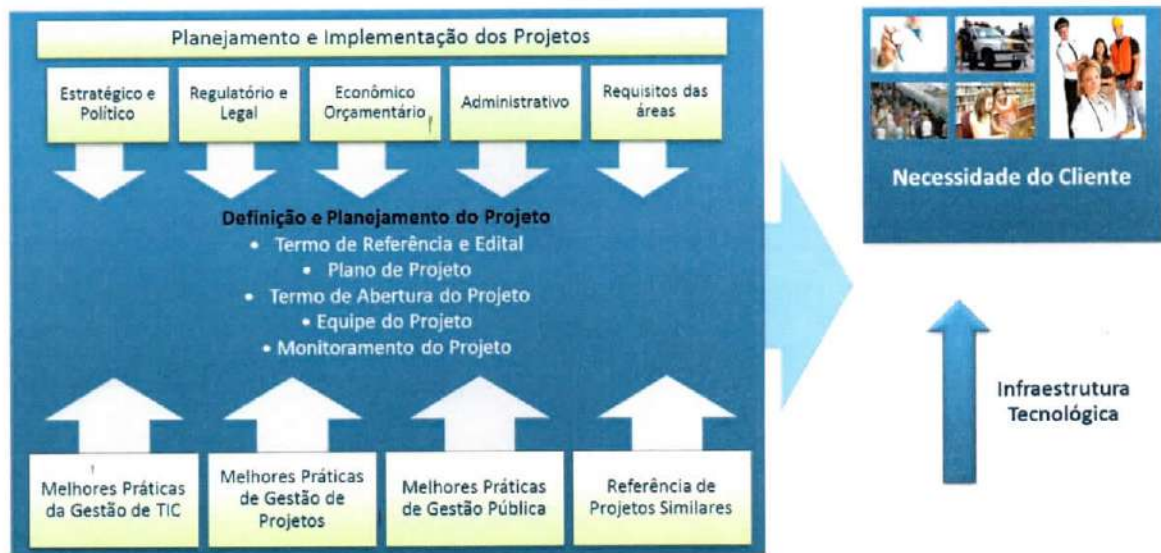 Planejamento e Implementação dos Projetos
Estratégico e
Político
Regulatório e
Legal
Econômico
Orçamentário
Administrativo
Requisitos das
áreas
Definição e Planejamento do Projeto
• Termo de Referência e Edital
• Plano de Projeto
• Termo de Abertura do Projeto
• Equipe do Projeto
• Monitoramento do Projeto
Melhores Práticas
da Gestão de TIC
Melhores Práticas
de Gestão de
Projetos
Melhores Práticas
de Gestão Pública
Referência de
Projetos Similares
Necessidade do Cliente
Infraestrutura
Tecnológica